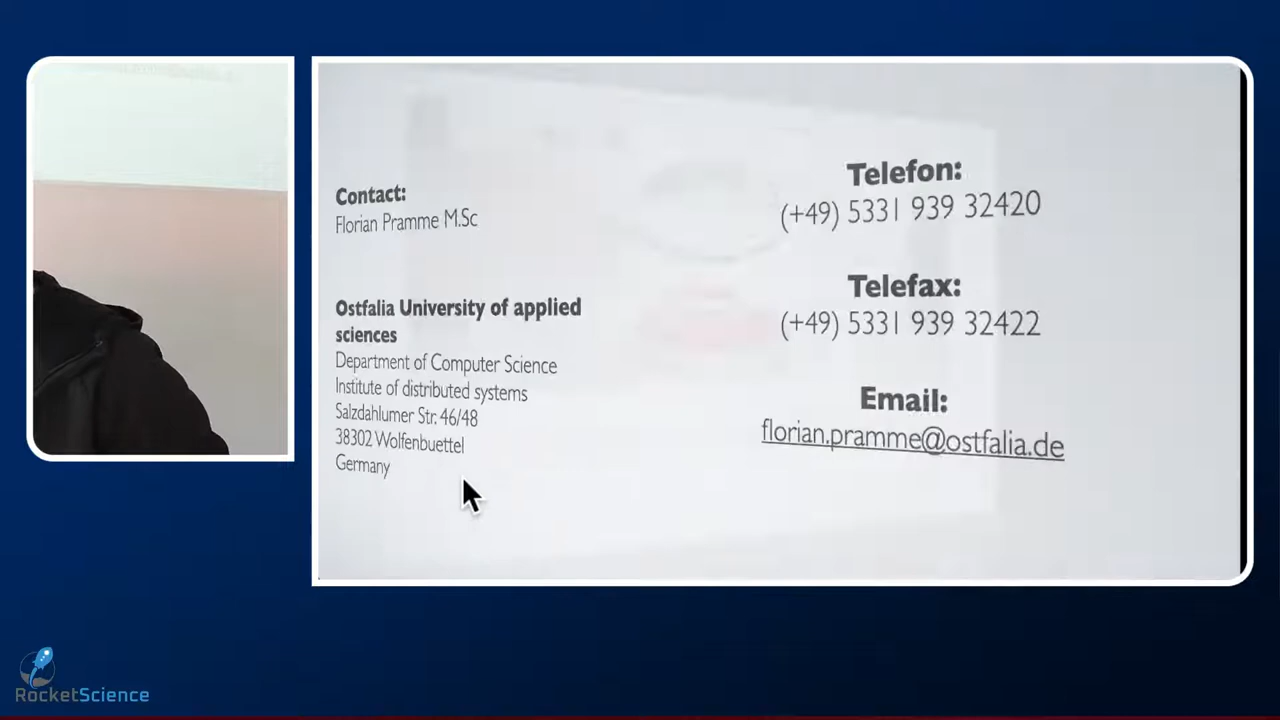 Contact:
Florian Pramme M.Sc
Ostfalia University of applied
sciences
Department of Computer Science
Institute of distributed systems
Salzdahlumer Str. 46/48
38302 Wolfenbuettel
Germany
Telefon:
(+49) 5331 939 32420
Telefax:
(+49) 5331 939 32422
Email:
florian.pramme@ostfalia.de
RocketScience